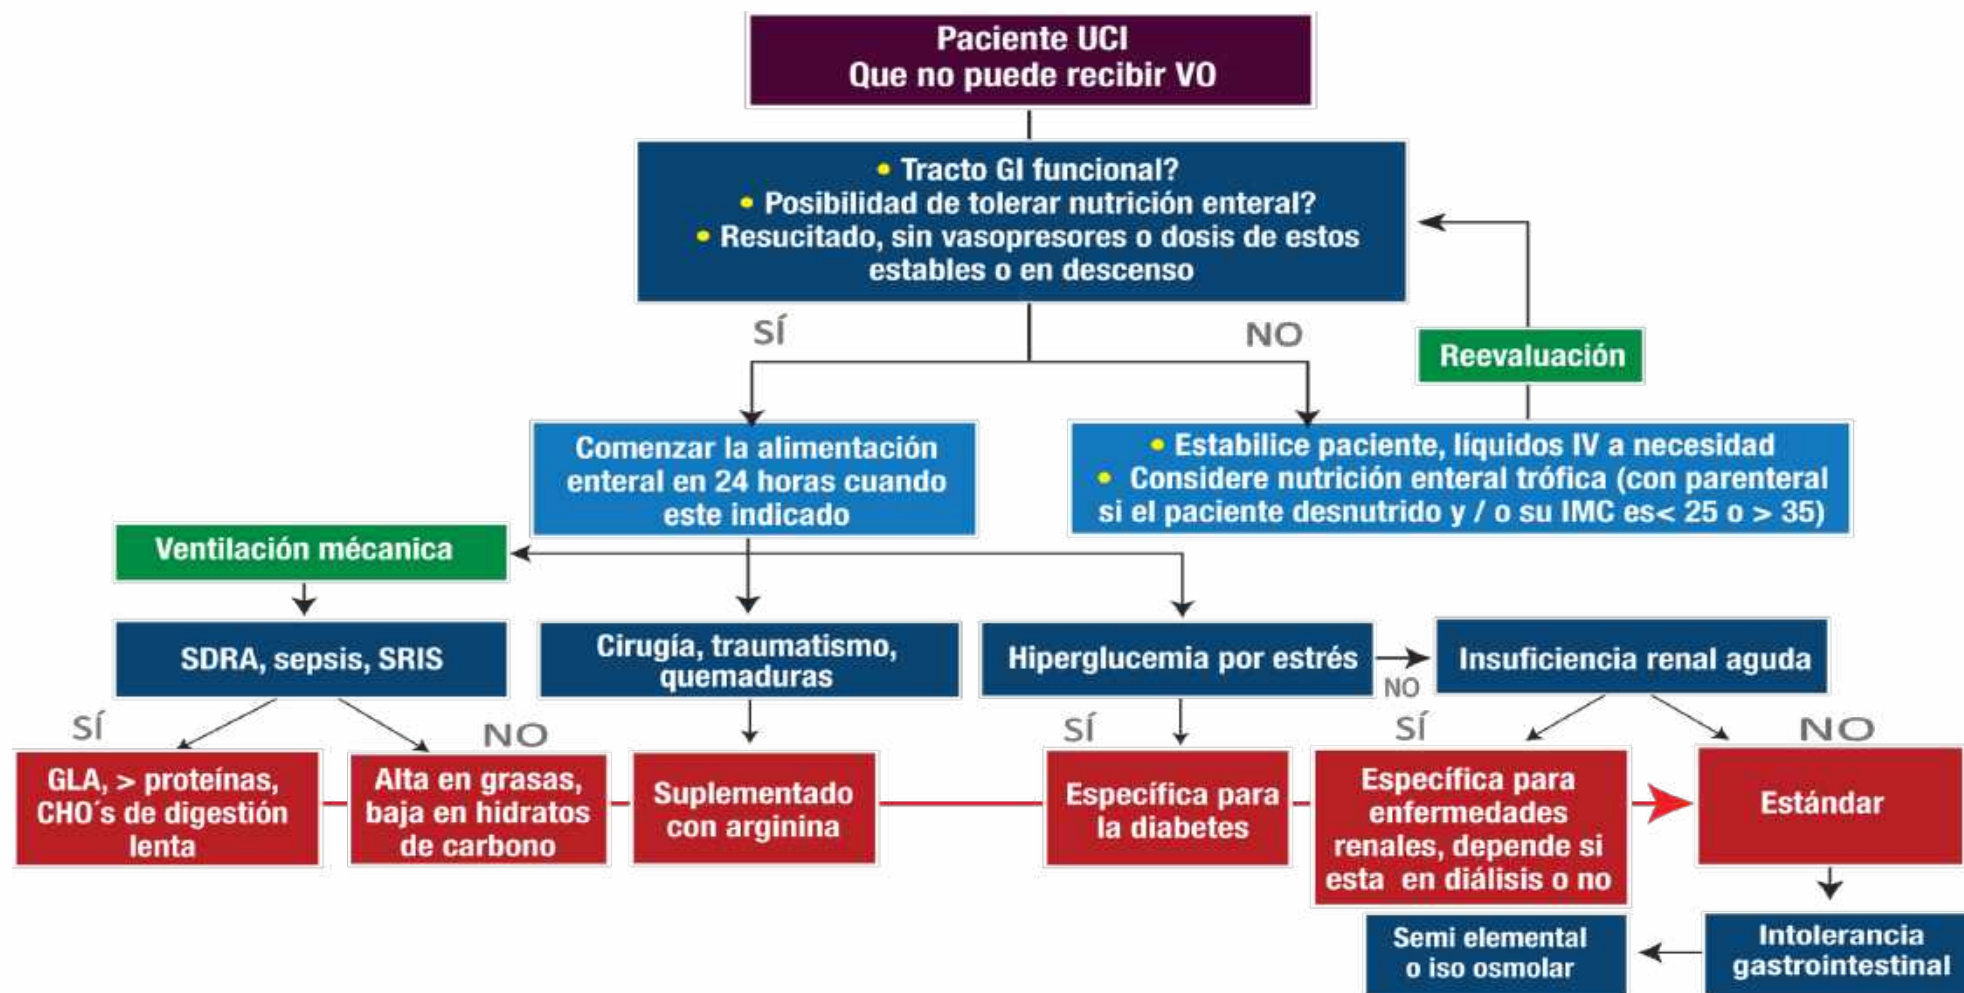 Paciente UCI
Que no puede recibir VO
• Tracto GI funcional?
• Posibilidad de tolerar nutrición enteral?
• Resucitado, sin vasopresores o dosis de estos
estables o en descenso
SÍ
NO
Reevaluación
Comenzar la alimentación
enteral en 24 horas cuando
este indicado
• Estabilice paciente, líquidos IV a necesidad
• Considere nutrición enteral trófica (con parenteral
si el paciente desnutrido y / o su IMC es< 25 o > 35)
Ventilación mécanica
SDRA, sepsis, SRIS
Cirugía, traumatismo,
quemaduras
Hiperglucemia por estrés
NO
Insuficiencia renal aguda
SÍ
NO
SÍ
SÍ
NO
GLA, > proteínas,
CHO´s de digestión
lenta
Alta en grasas,
baja en hidratos
de carbono
Suplementado
con arginina
Específica para
la diabetes
Específica para
enfermedades
renales, depende si
esta en diálisis o no
Estándar
Semi elemental
o iso osmolar
Intolerancia
gastrointestinal